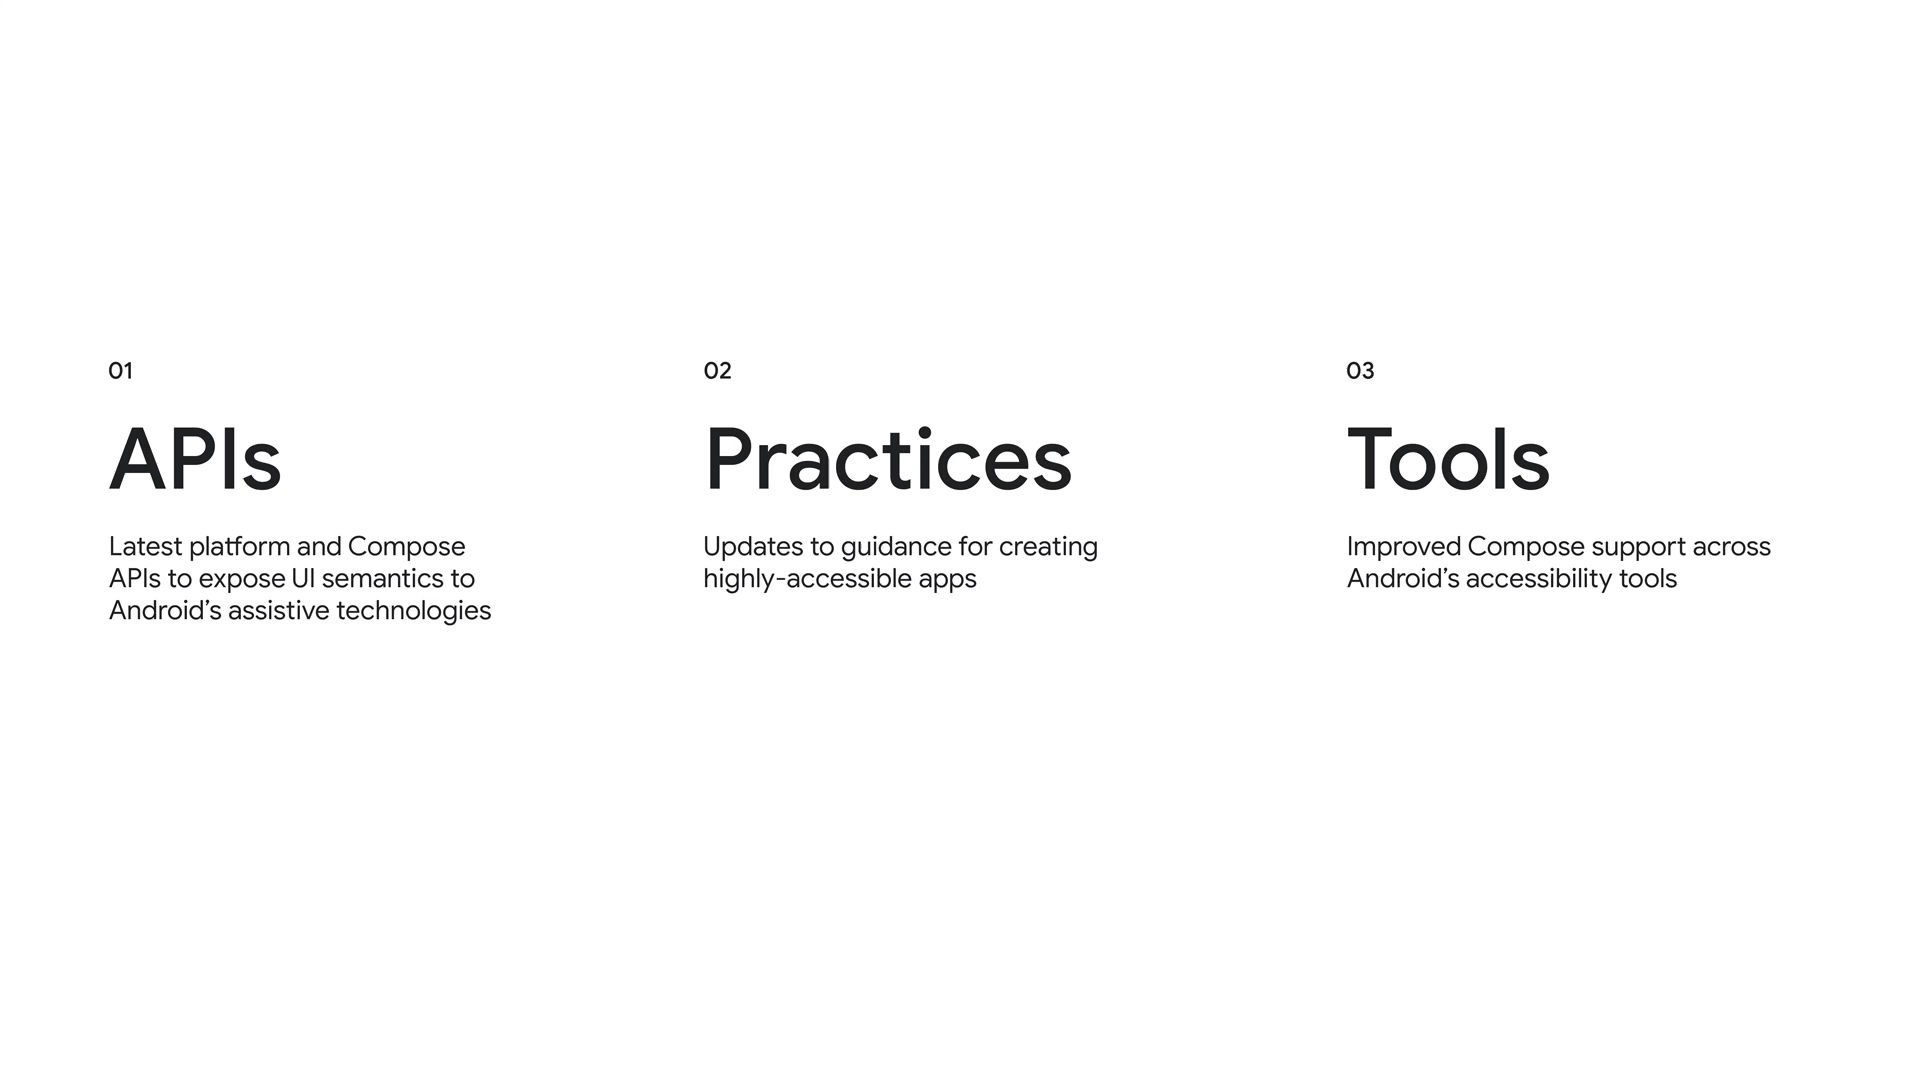 01
APIs
Latest platform and Compose
APIs to expose UI semantics to
Android’s assistive technologies
02
Practices
Updates to guidance for creating
highly-accessible apps
03
Tools
Improved Compose support across
Android’s accessibility tools